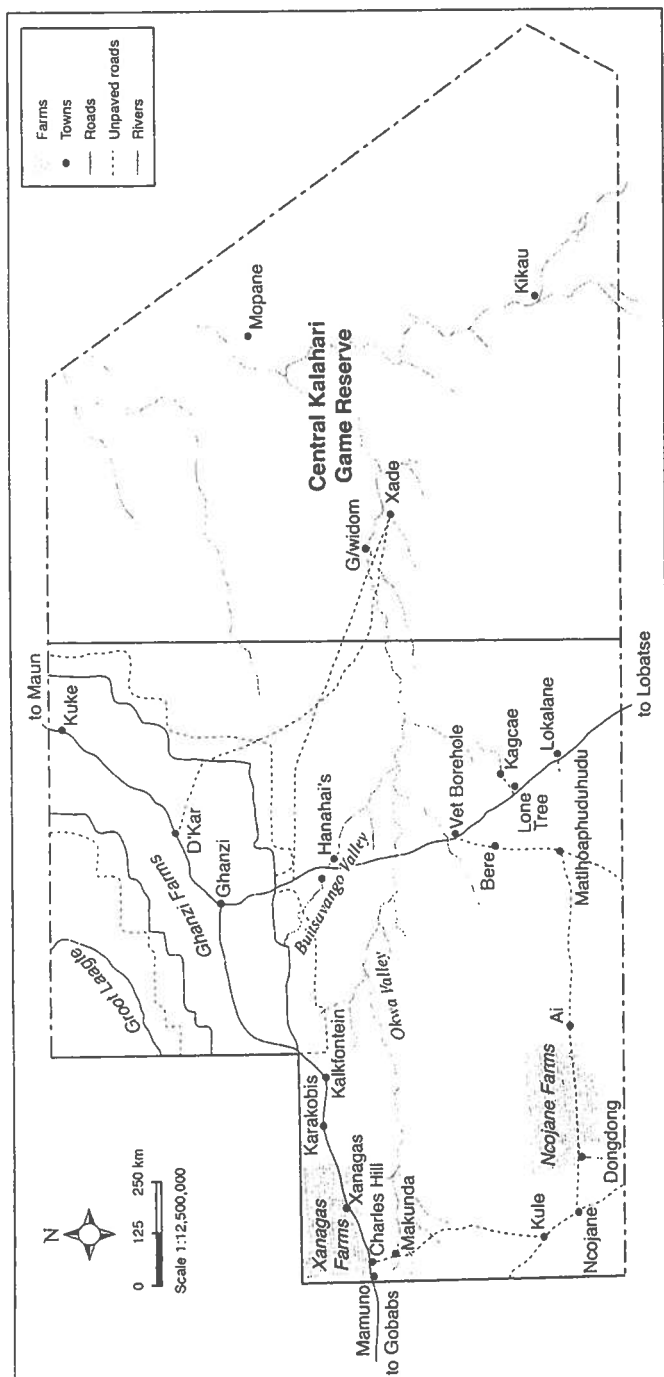 Farms
Towns
Roads
Unpaved roads
Rivers
N
0 125 250 km
Scale 1:12,500,000
to Maun
Kuke
D'Kar
Ghanzi
Ghanzi Farms
Groot Laagte
Mopane
Central Kalahari
Game Reserve
G/widom
Xade
Kikau
Hanahai's
Buitsuvango Valley
Okwa Valley
Kalkfontein
Karakobis
Xanagas
Xanagas
Farms
Charles Hill
Mamuno
to Gobabs
Makunda
Vet Borehole
Bere
Kagcae
Lone
Tree
Lokalane
Matlhoaphuduhudu
to Lobatse
Ai
Ncojane Farms
Dongdong
Kule
Ncojane